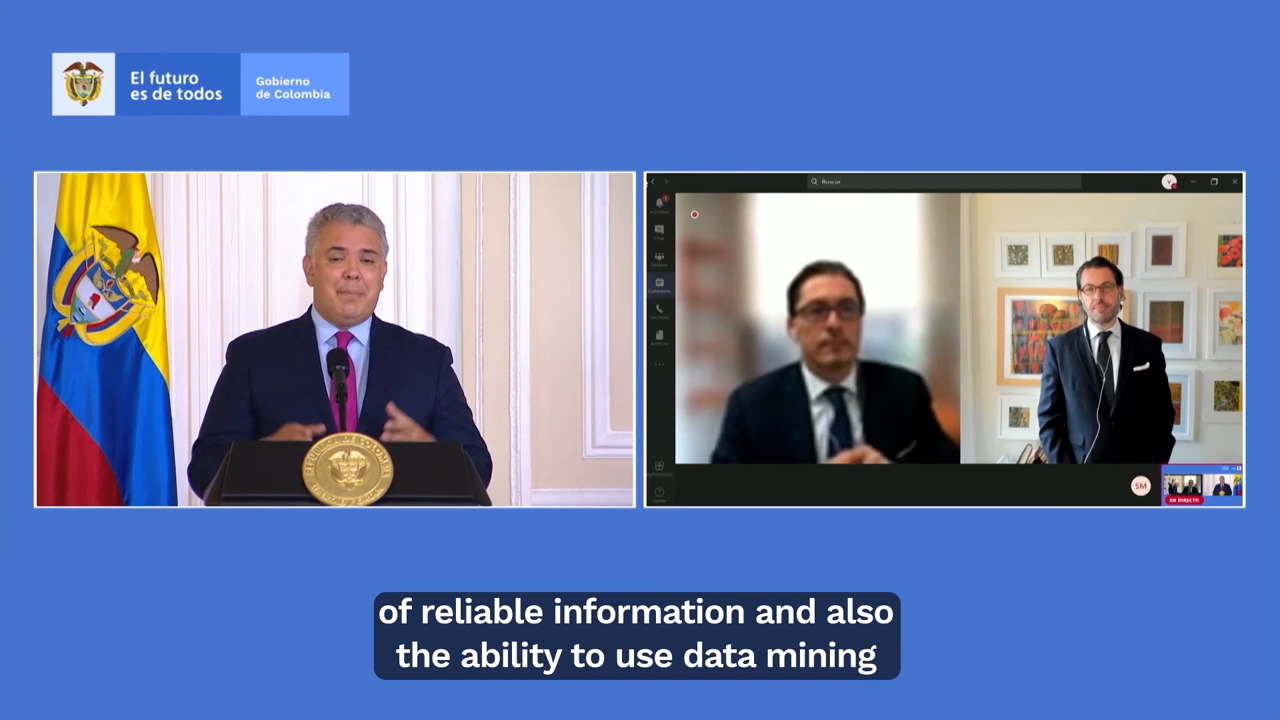 El futuro
es de todos
Gobierno
de Colombia
Buscar
SM
EN DIRECTO
of reliable information and also
the ability to use data mining